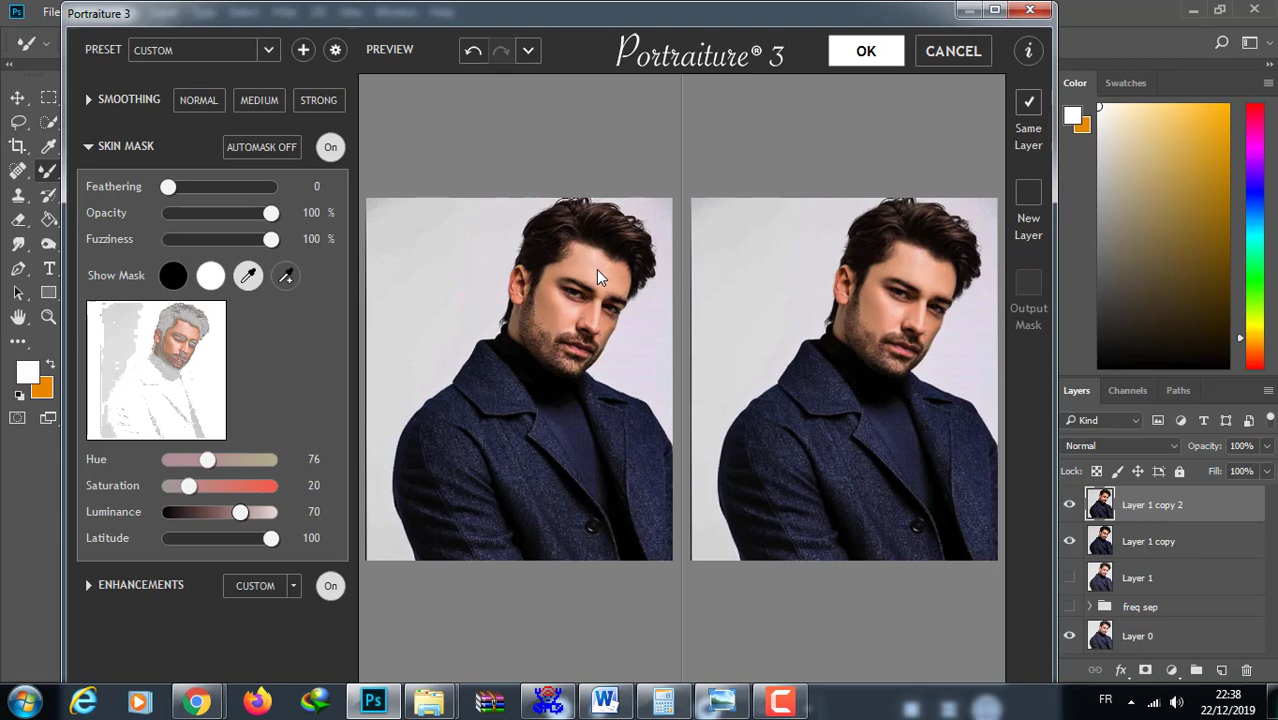 Ps
File
Portraiture 3
PRESET
CUSTOM
PREVIEW
Portraiture® 3
OK
CANCEL
i
SMOOTHING
NORMAL
MEDIUM
STRONG
SKIN MASK
AUTOMASK OFF
On
Feathering
0
Opacity
100 %
Fuzziness
100 %
Show Mask
Hue
76
Saturation
20
Luminance
70
Latitude
100
ENHANCEMENTS
CUSTOM
On
Same
Layer
New
Layer
Output
Mask
Color
Swatches
Layers
Channels
Paths
Kind
Normal
Opacity: 100%
Lock:
Fill: 100%
Layer 1 copy 2
Layer 1 copy
Layer 1
freq sep
Layer 0
fx
FR
22:38
22/12/2019